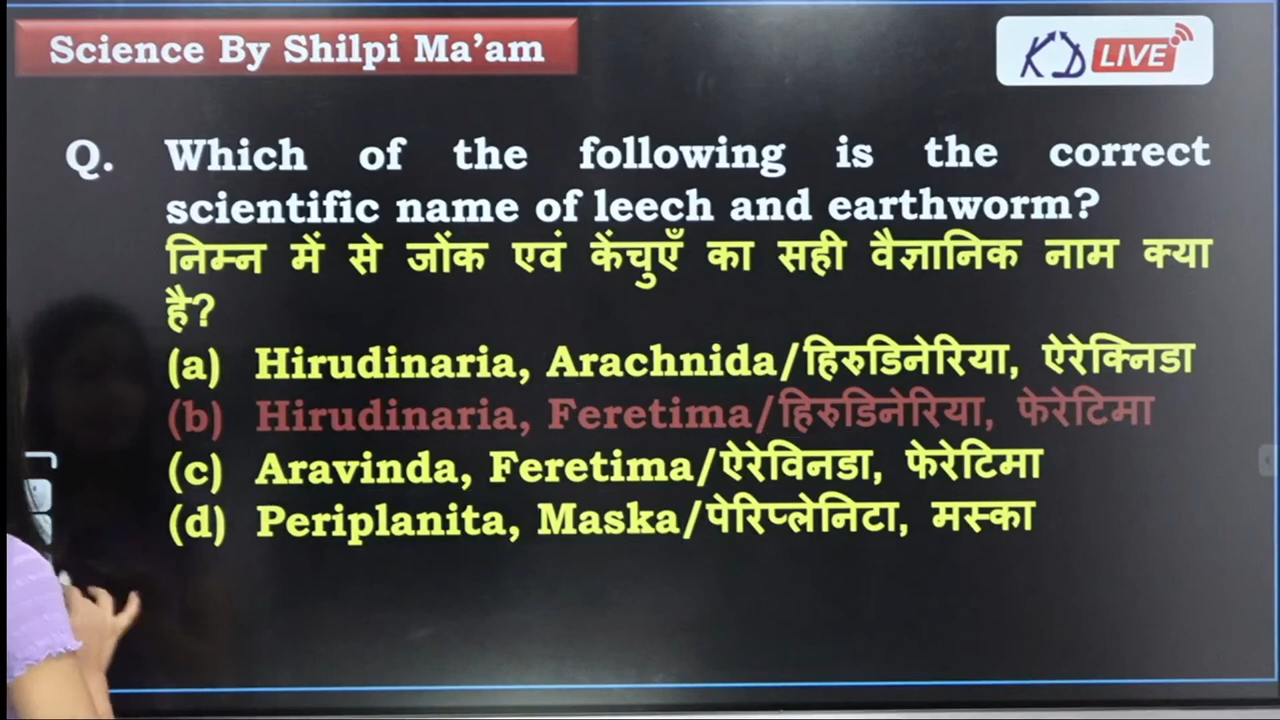 Science By Shilpi Ma'am
KD LIVE
Q. Which of the following is the correct
scientific name of leech and earthworm?
निम्न में से जोंक एवं केंचुएँ का सही वैज्ञानिक नाम क्या
है?
(a) Hirudinaria, Arachnida/हिरुडिनेरिया, ऐरेक्निडा
(b) Hirudinaria, Feretima/हिरुडिनेरिया, फेरेटिमा
(c) Aravinda, Feretima/ऐरेविनडा, फेरेटिमा
(d) Periplanita, Maska/पेरिप्लेनिटा, मस्का